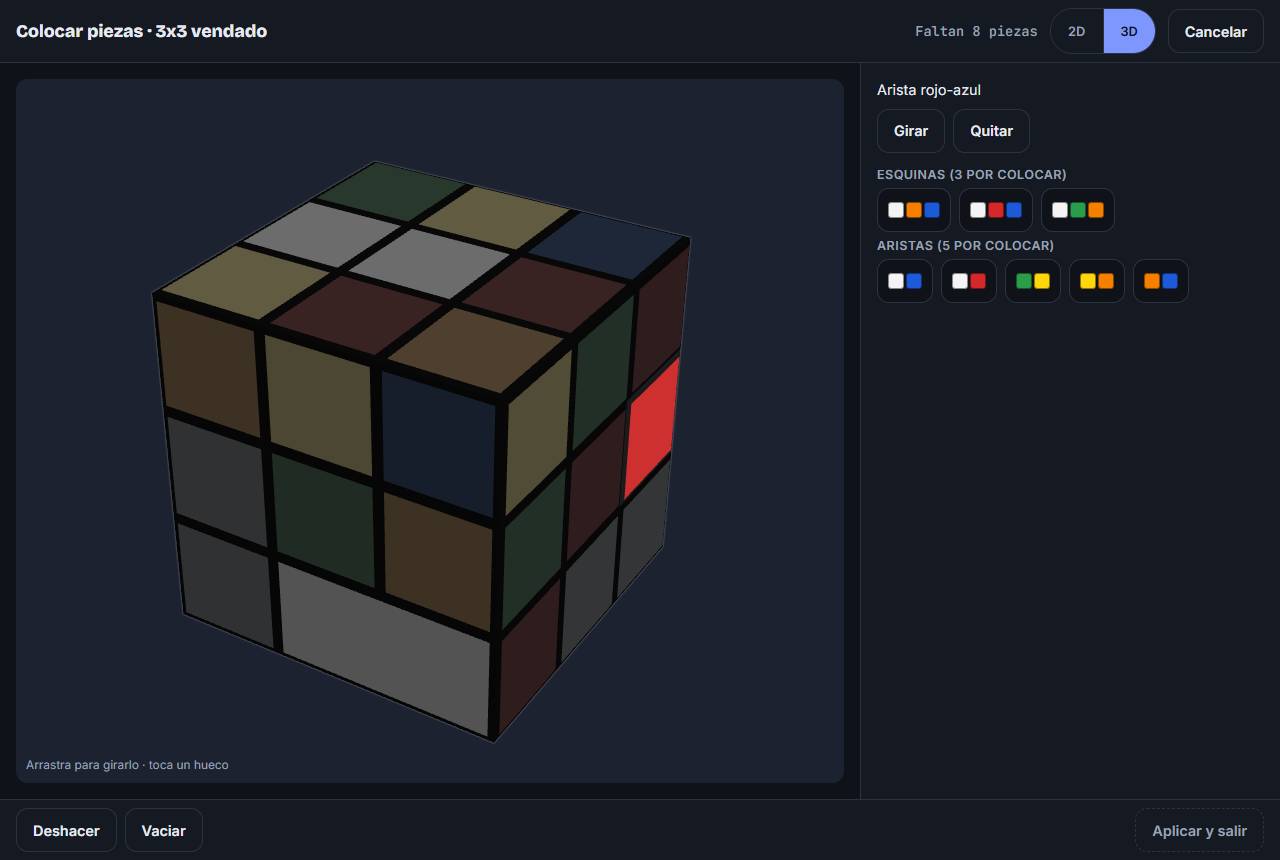 Colocar piezas · 3x3 vendado
Faltan 8 piezas
2D
3D
Cancelar
Arista rojo-azul
Girar
Quitar
ESQUINAS (3 POR COLOCAR)
ARISTAS (5 POR COLOCAR)
Arrastra para girarlo · toca un hueco
Deshacer
Vaciar
Aplicar y salir